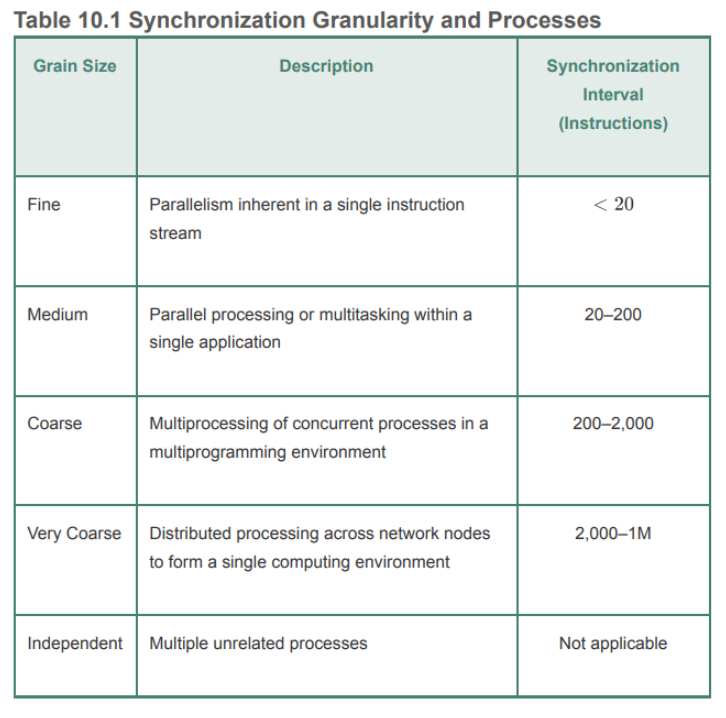 Table 10.1 Synchronization Granularity and Processes
Grain Size
Description
Synchronization
Interval
(Instructions)
Fine
Parallelism inherent in a single instruction
stream
< 20
Medium
Parallel processing or multitasking within a
single application
20–200
Coarse
Multiprocessing of concurrent processes in a
multiprogramming environment
200–2,000
Very Coarse
Distributed processing across network nodes
to form a single computing environment
2,000–1M
Independent
Multiple unrelated processes
Not applicable